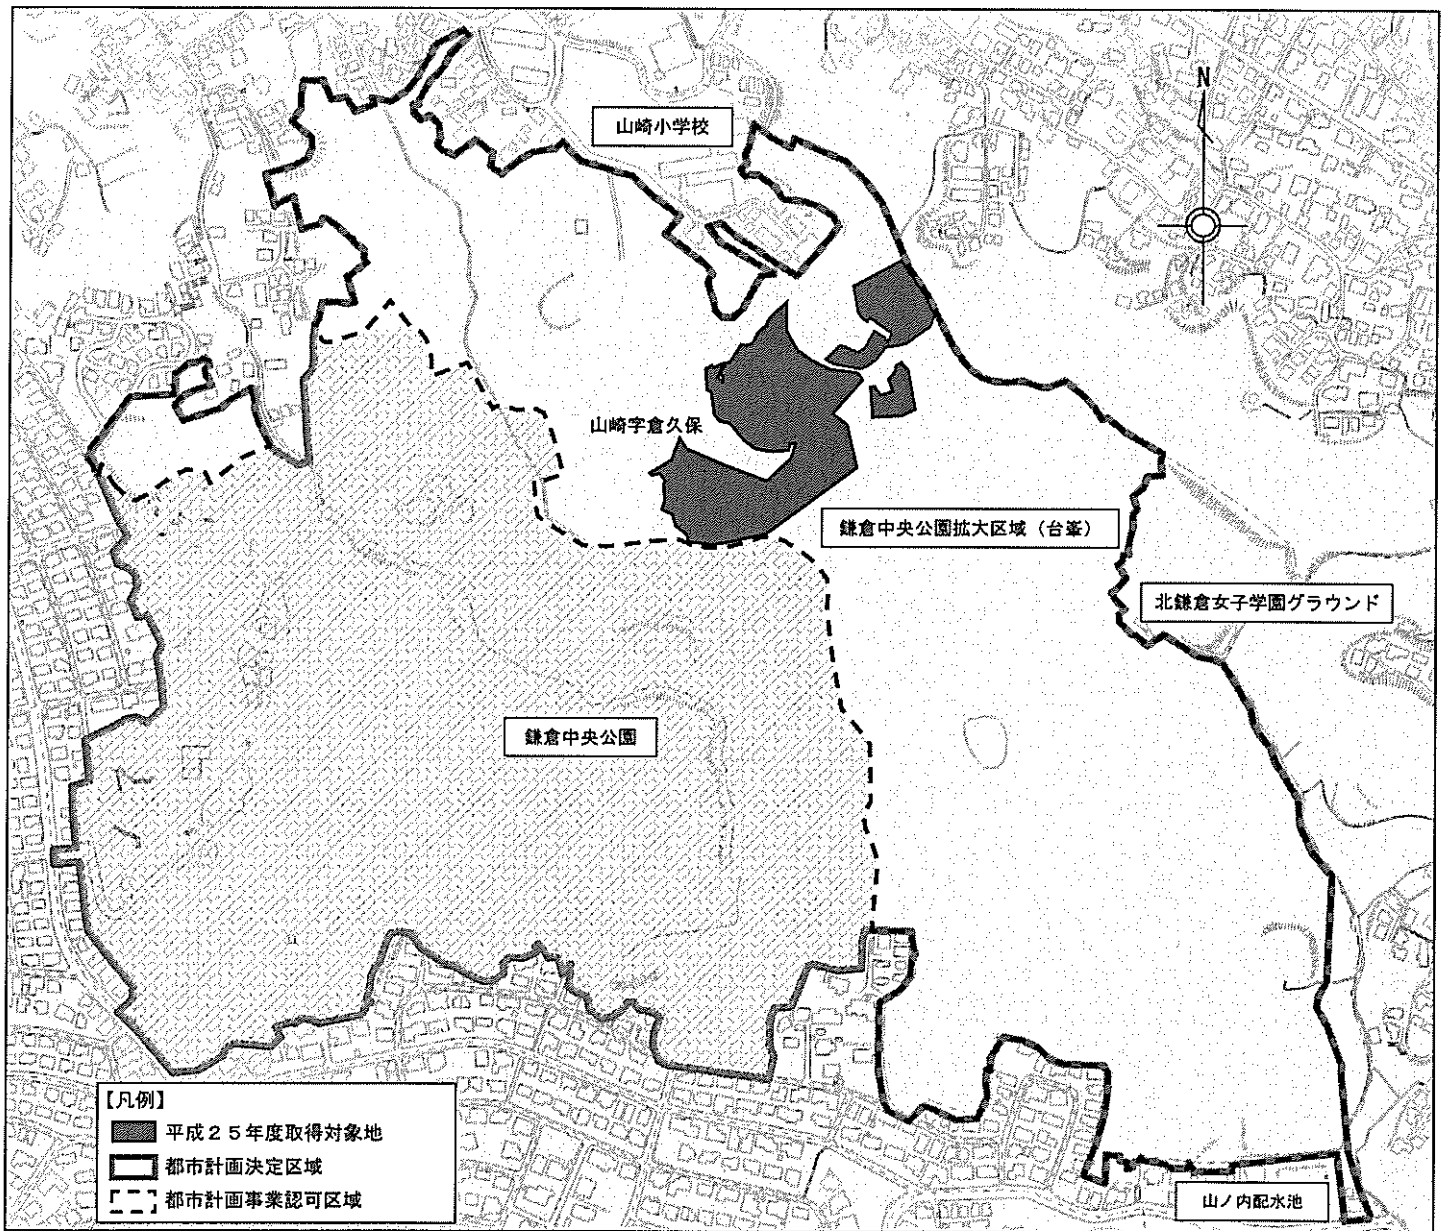 N
山崎小学校
山崎字倉久保
鎌倉中央公園拡大区域（台峯）
北鎌倉女子学園グラウンド
鎌倉中央公園
【凡例】
平成２５年度取得対象地
都市計画決定区域
都市計画事業認可区域
山ノ内配水池